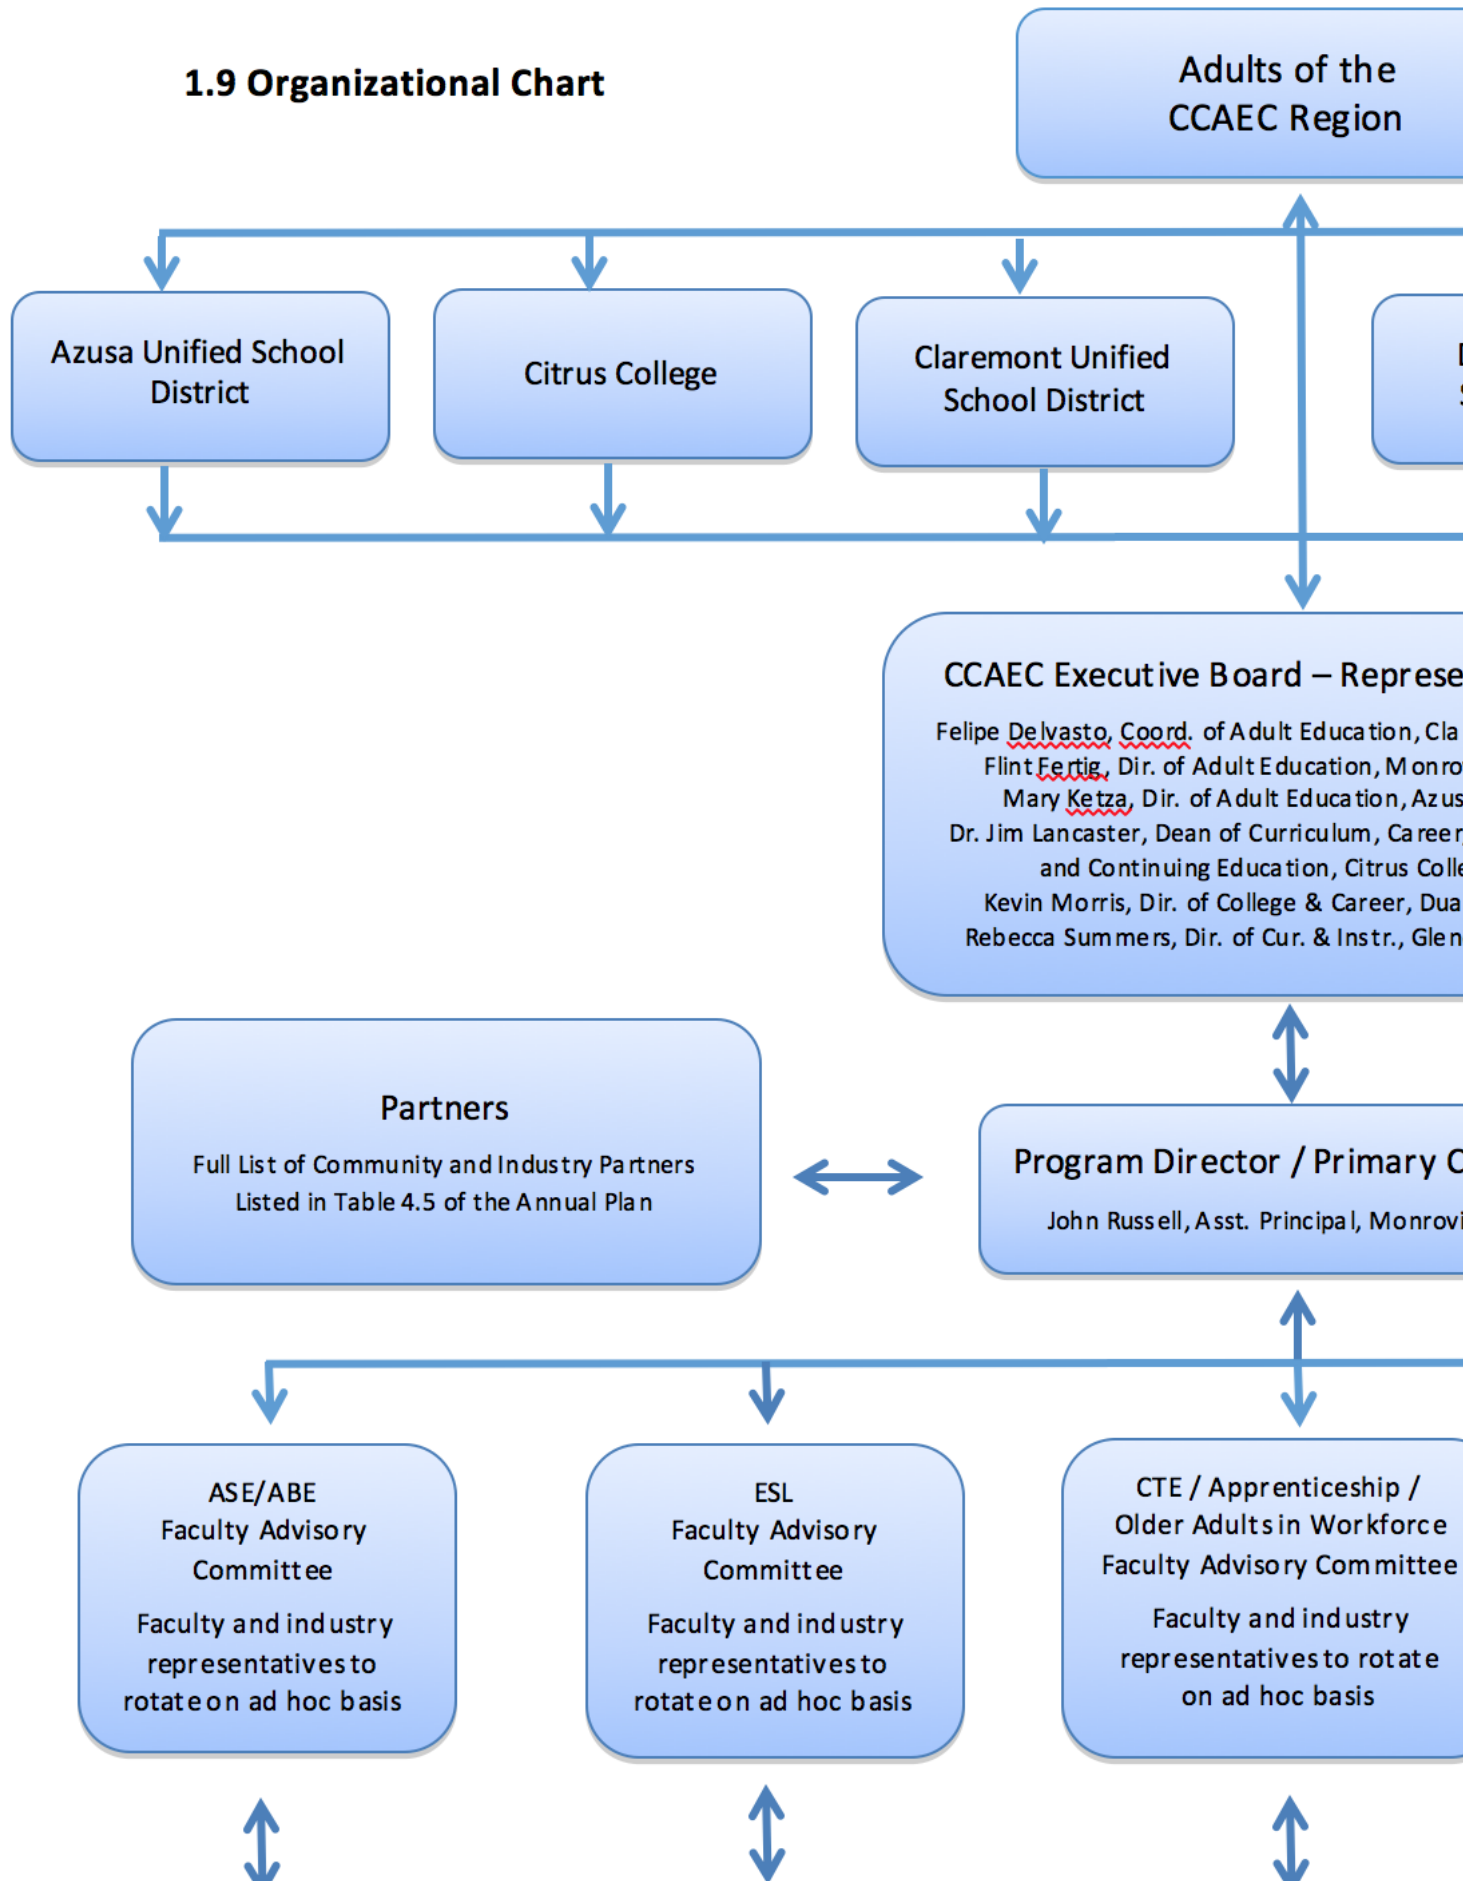 1.9 Organizational Chart
Adults of the
CCAEC Region
Azusa Unified School
District
Citrus College
Claremont Unified
School District
CCAEC Executive Board – Represe
Felipe Delvasto, Coord. of Adult Education, Cla
Flint Fertig, Dir. of Adult Education, Monro
Mary Ketza, Dir. of Adult Education, Azus
Dr. Jim Lancaster, Dean of Curriculum, Career,
and Continuing Education, Citrus Colle
Kevin Morris, Dir. of College & Career, Dua
Rebecca Summers, Dir. of Cur. & Instr., Glen
Partners
Full List of Community and Industry Partners
Listed in Table 4.5 of the Annual Plan
Program Director / Primary C
John Russell, Asst. Principal, Monrovi
ASE/ABE
Faculty Advisory
Committee
Faculty and industry
representatives to
rotate on ad hoc basis
ESL
Faculty Advisory
Committee
Faculty and industry
representatives to
rotate on ad hoc basis
CTE / Apprenticeship /
Older Adults in Workforce
Faculty Advisory Committee
Faculty and industry
representatives to rotate
on ad hoc basis